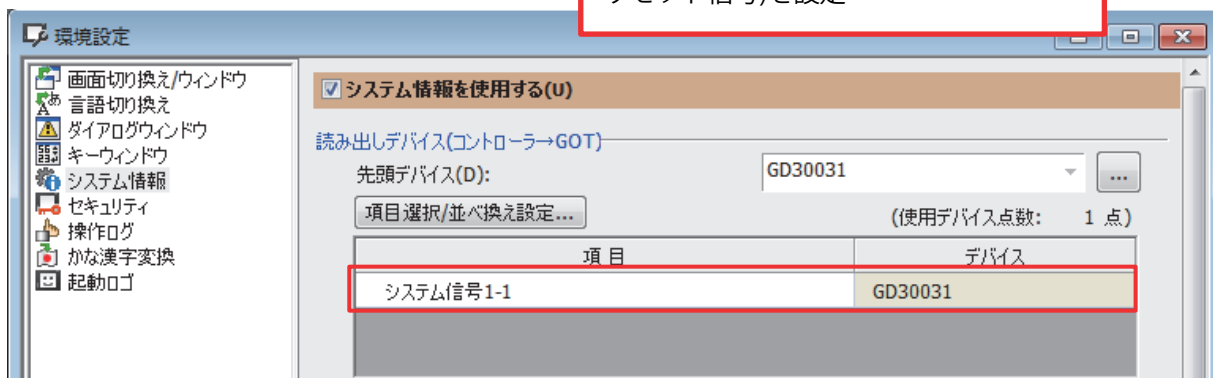 環境設定
画面切り換え/ウィンドウ
言語切り換え
ダイアログウィンドウ
キーウィンドウ
システム情報
セキュリティ
操作ログ
かな漢字変換
起動ロゴ
システム情報を使用する(U)
読み出しデバイス(コントローラ→GOT)
先頭デバイス(D): GD30031 ...
項目選択/並べ換え設定... (使用デバイス点数: 1 点)
項目 デバイス
システム信号1-1 GD30031